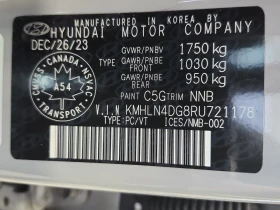 MANUFACTURED IN KOREA BY
HYUNDAI MOTOR COMPANY
DEC/26/23
GVWR/PNBV 1750 kg
GAWR/PNBE FRONT 1030 kg
GAWR/PNBE REAR 950 kg
CANADA
CMVSS NSVAC
A54
TRANSPORT
PAINT C5G TRIM NNB
V.I.N KMHLN4DG8RU721178
TYPE:PC/VT ICES/NMB-002